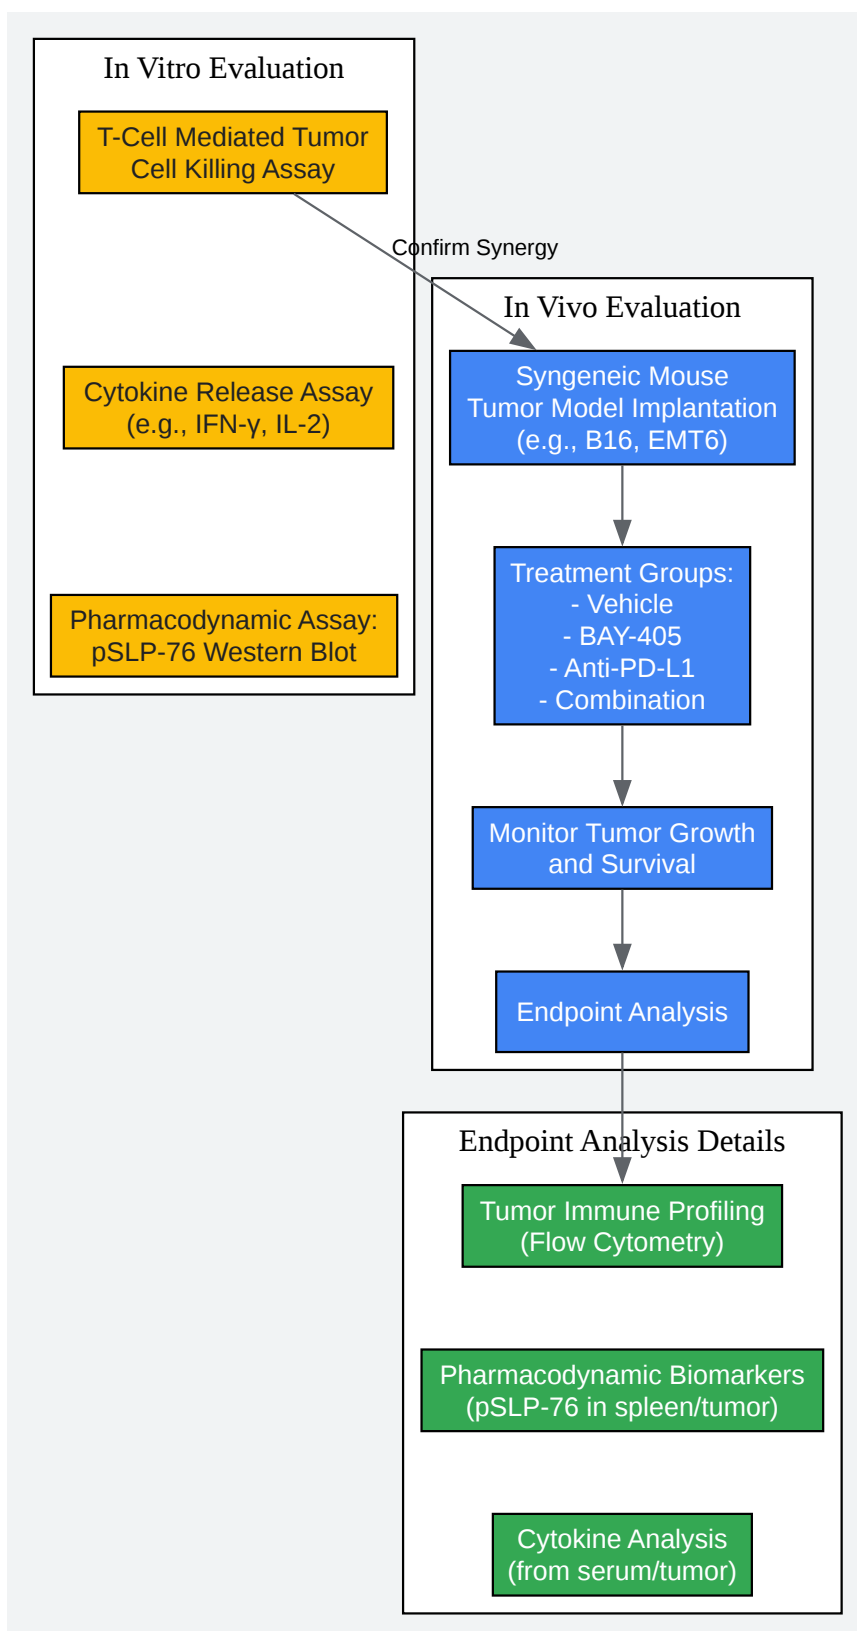 In Vitro Evaluation
T-Cell Mediated Tumor
Cell Killing Assay
Confirm Synergy
Cytokine Release Assay
(e.g., IFN-γ, IL-2)
Pharmacodynamic Assay:
pSLP-76 Western Blot
In Vivo Evaluation
Syngeneic Mouse
Tumor Model Implantation
(e.g., B16, EMT6)
Treatment Groups:
- Vehicle
- BAY-405
- Anti-PD-L1
- Combination
Monitor Tumor Growth
and Survival
Endpoint Analysis
Endpoint Analysis Details
Tumor Immune Profiling
(Flow Cytometry)
Pharmacodynamic Biomarkers
(pSLP-76 in spleen/tumor)
Cytokine Analysis
(from serum/tumor)